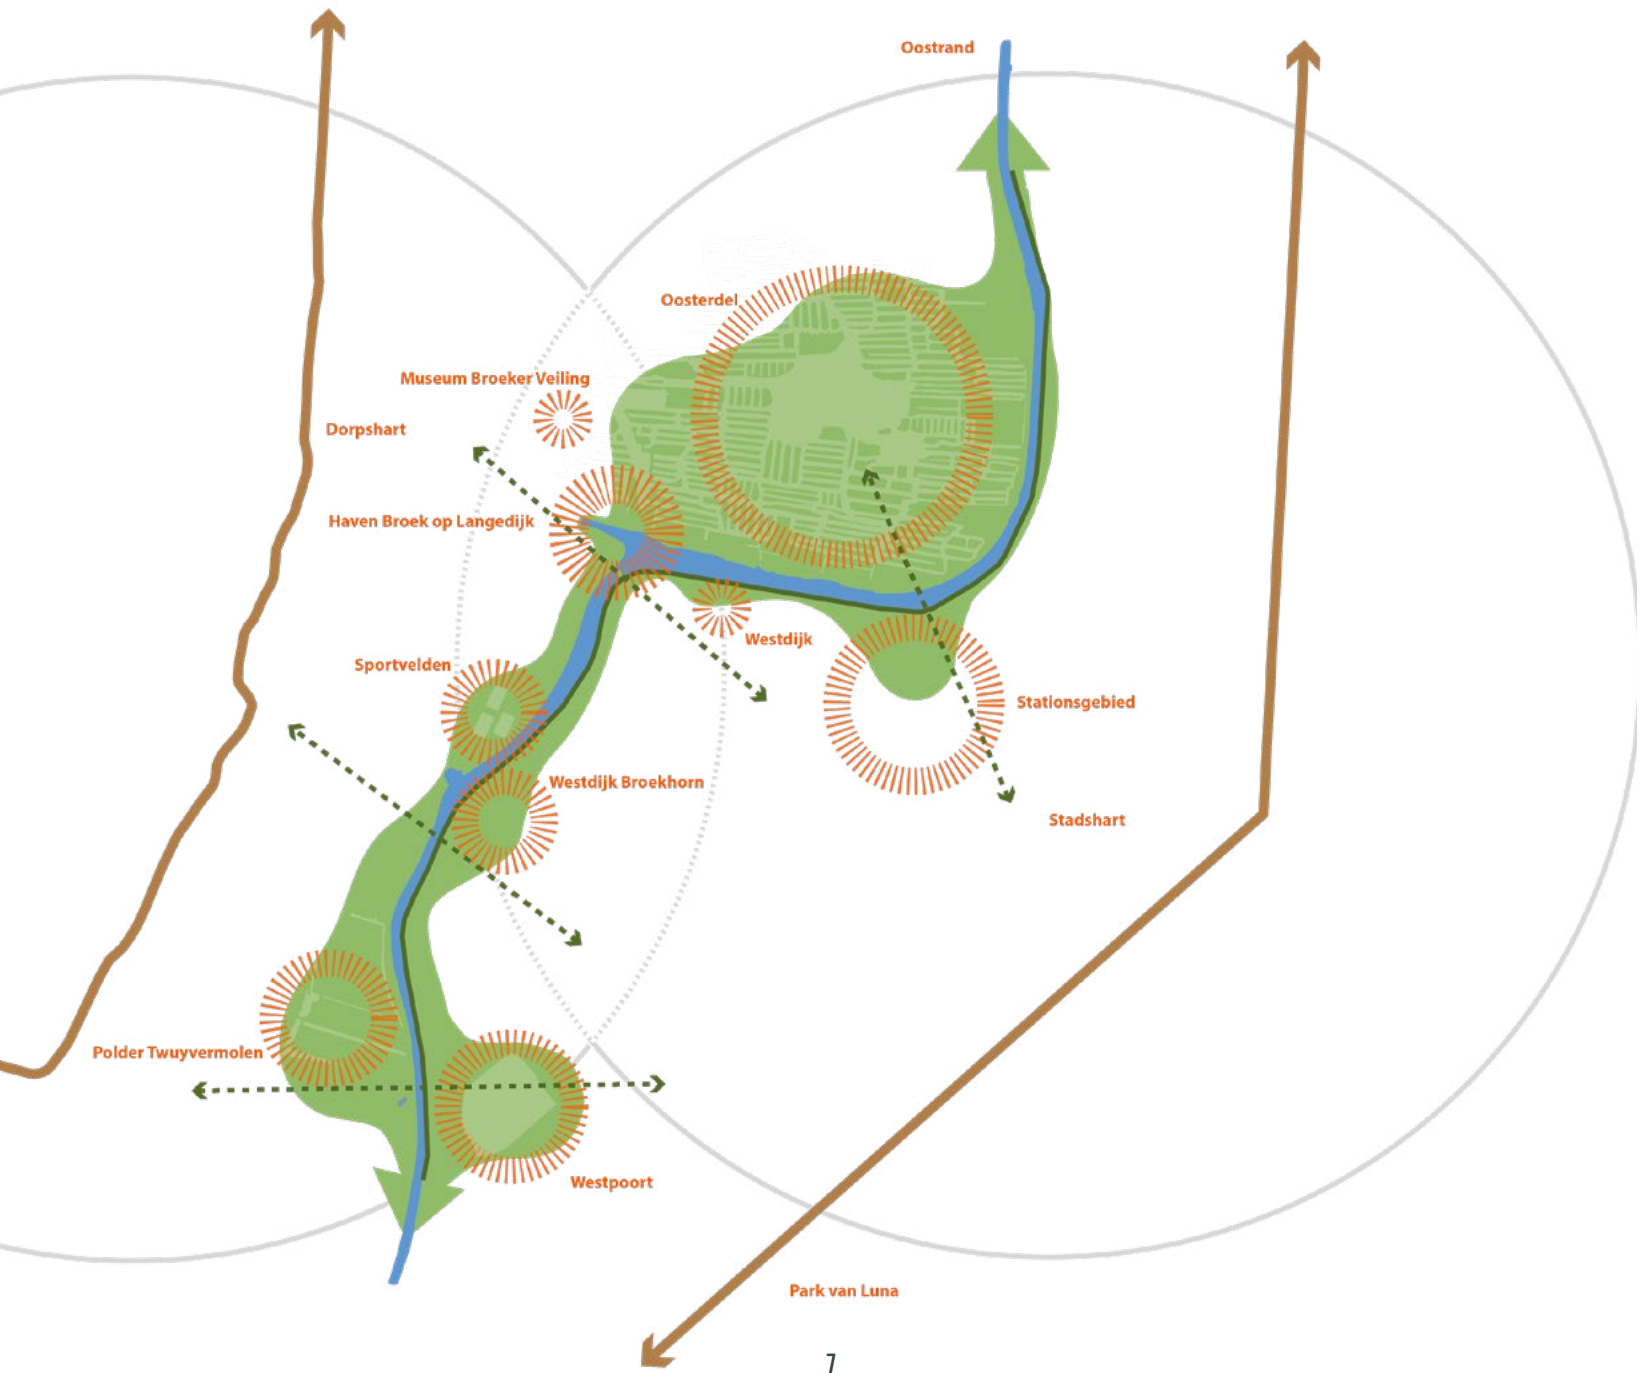 Oostrand
Oosterdel
Museum Broeker Veiling
Dorpshart
Haven Broek op Langedijk
Westdijk
Sportvelden
Stationsgebied
Westdijk Broekhorn
Stadshart
Polder Twuyvermolen
Westpoort
Park van Luna
7